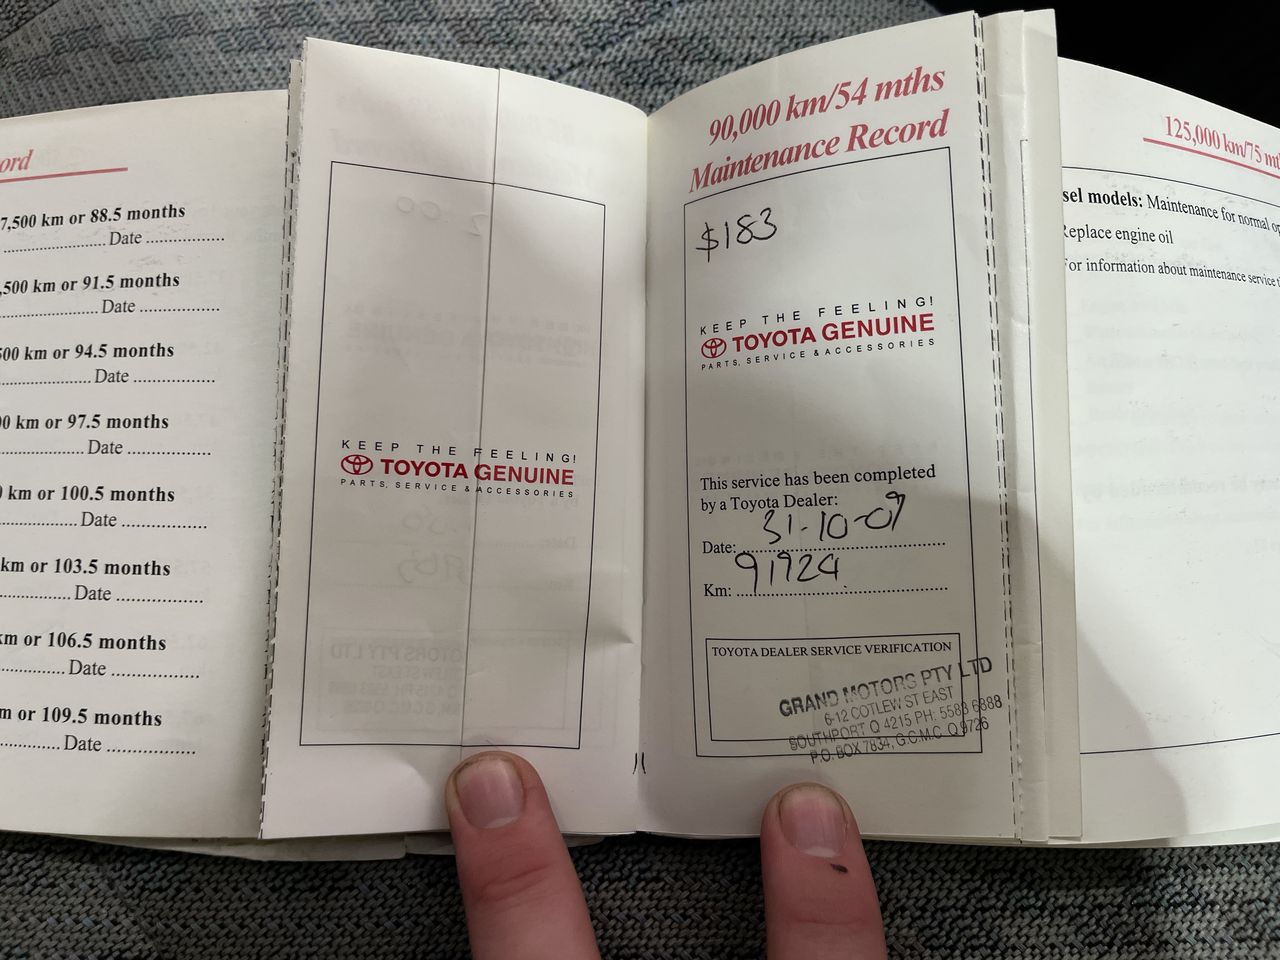 ord
7,500 km or 88.5 months
Date
,500 km or 91.5 months
Date
500 km or 94.5 months
Date
00 km or 97.5 months
Date
km or 100.5 months
Date
km or 103.5 months
Date
km or 106.5 months
Date
m or 109.5 months
Date
KEEP THE FEELING!
TOYOTA GENUINE
PARTS, SERVICE & ACCESSORIES
90,000 km/54 mths
Maintenance Record
$183
KEEP THE FEELING!
TOYOTA GENUINE
PARTS, SERVICE & ACCESSORIES
This service has been completed
by a Toyota Dealer:
Date: 31-10-07
Km: 91924
TOYOTA DEALER SERVICE VERIFICATION
GRAND MOTORS PTY LTD
6-12 COTLEW ST EAST
SOUTHPORT Q 4215 PH: 5583 6888
P.O. BOX 7834, G.C.M.C. Q 9726
125,000 km/75 mt
sel models: Maintenance for normal op
Replace engine oil
For information about maintenance service t